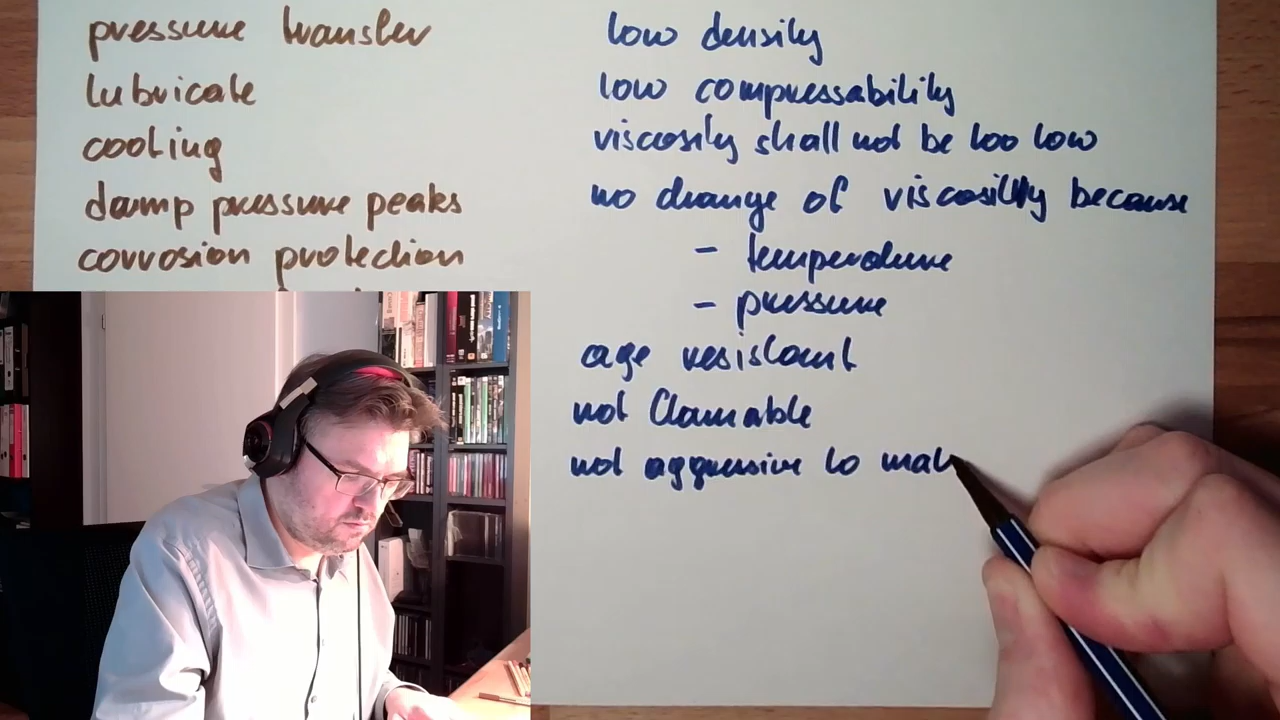 pressure transfer
lubricate
cooling
damp pressure peaks
corrosion protection
low density
low compressability
viscosity shall not be too low
no change of viscosity because
- temperature
- pressure
age resistant
not flamable
not aggressive to mat